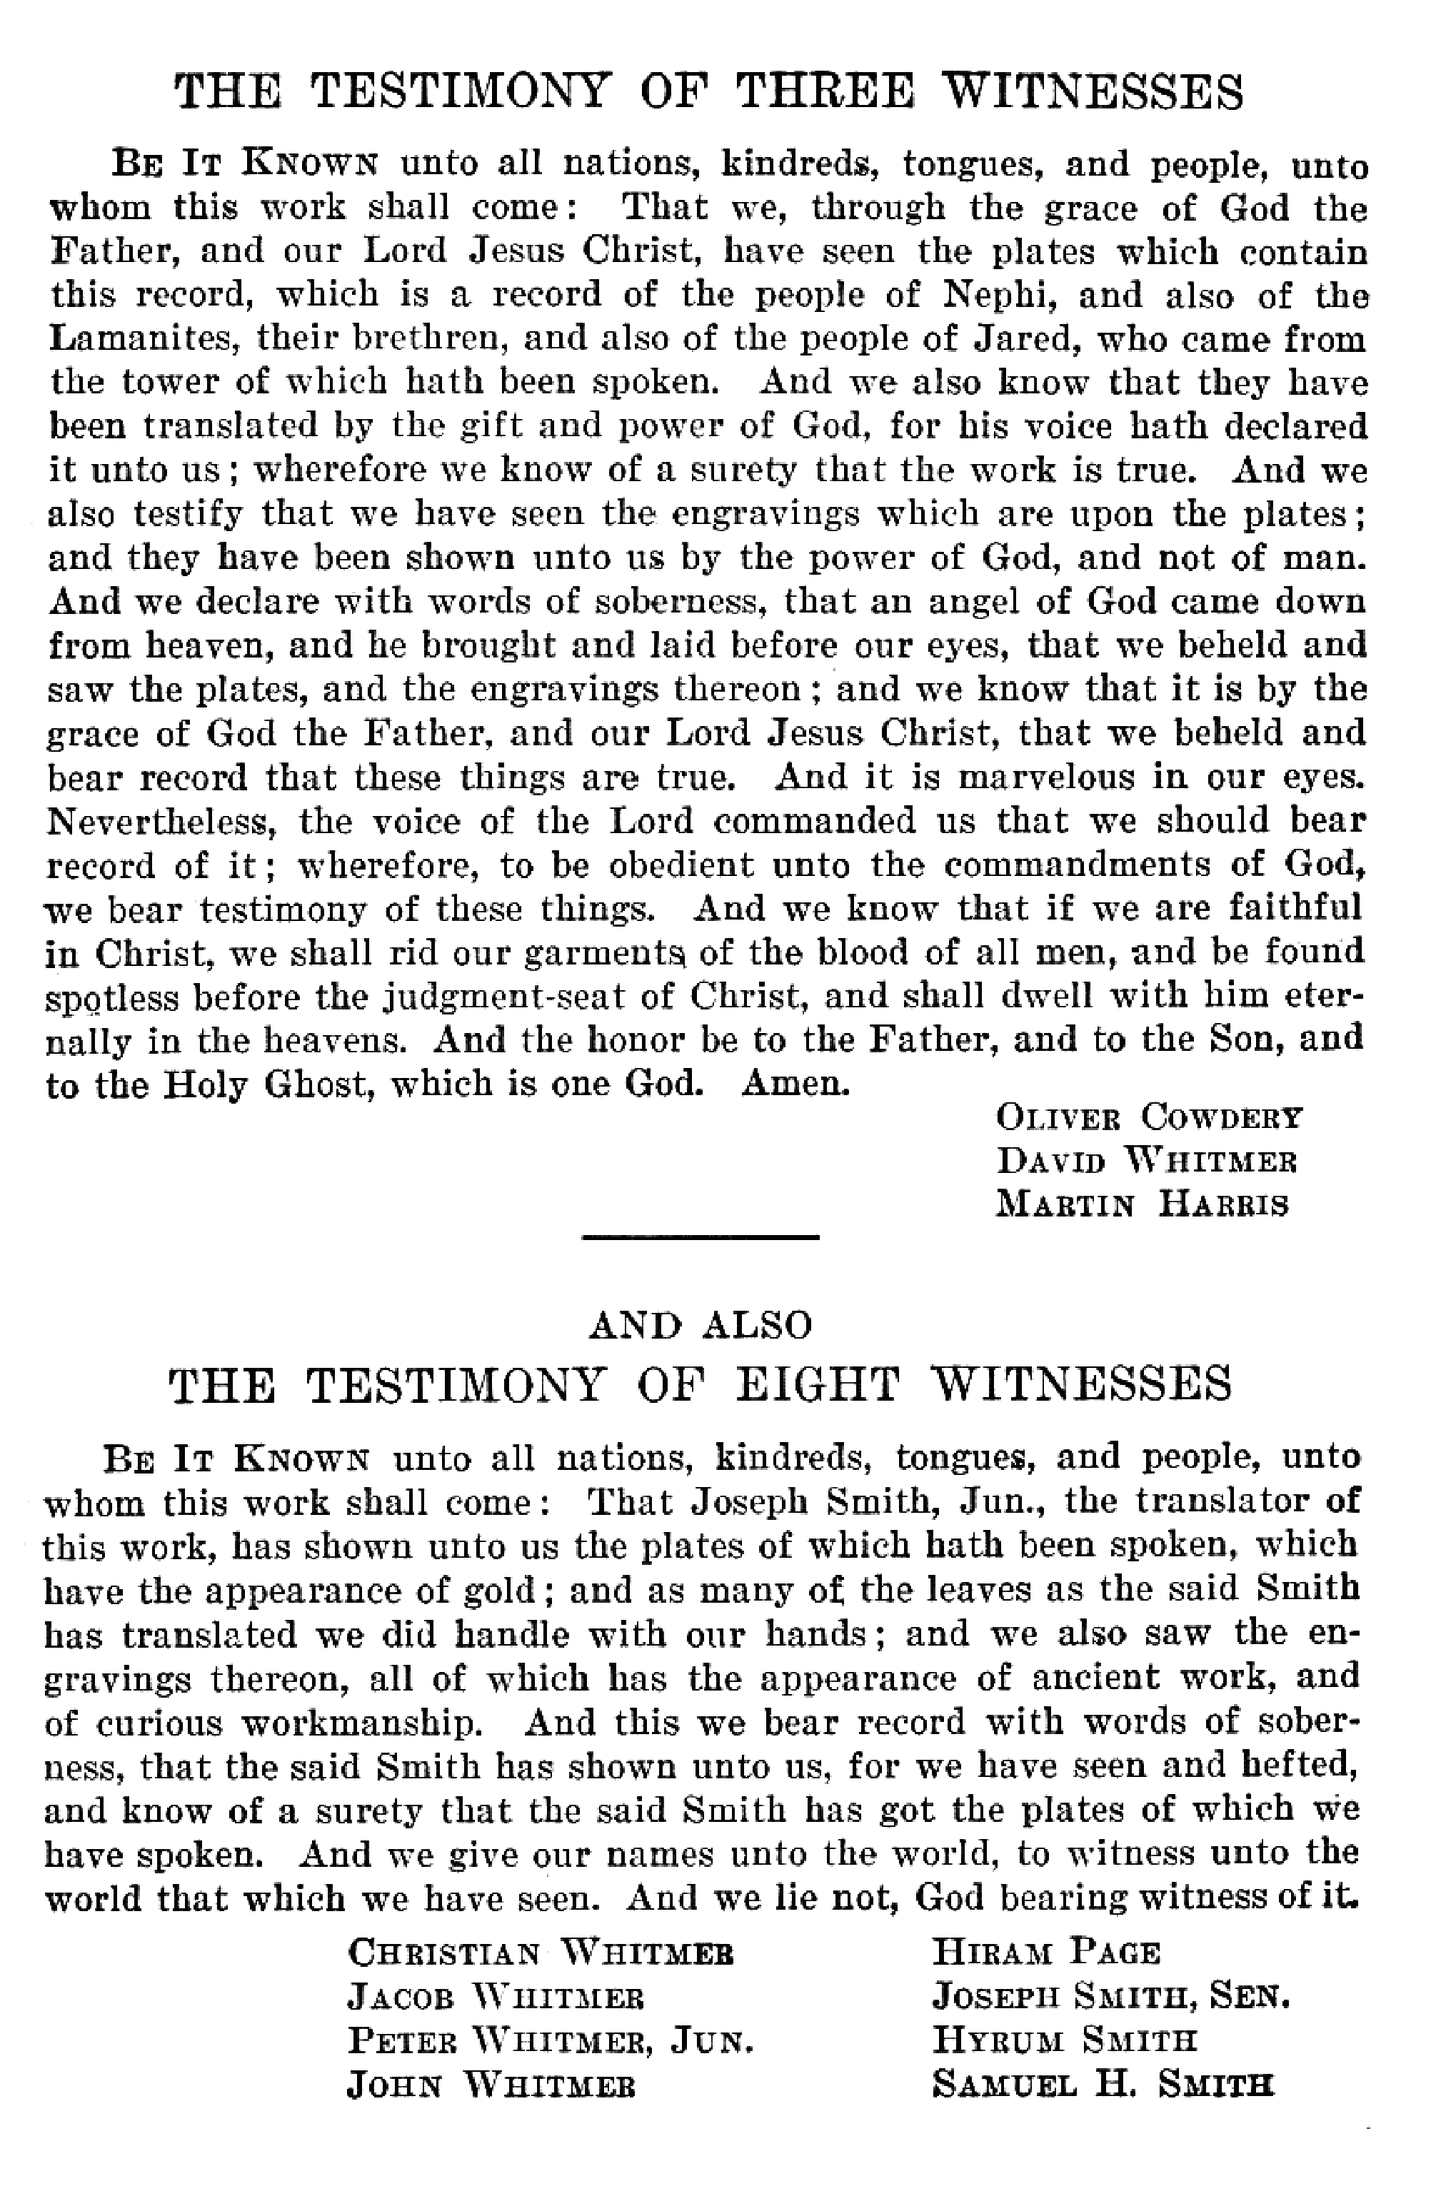 THE TESTIMONY OF THREE WITNESSES
BE IT KNOWN unto all nations, kindreds, tongues, and people, unto
whom this work shall come: That we, through the grace of God the
Father, and our Lord Jesus Christ, have seen the plates which contain
this record, which is a record of the people of Nephi, and also of the
Lamanites, their brethren, and also of the people of Jared, who came from
the tower of which hath been spoken. And we also know that they have
been translated by the gift and power of God, for his voice hath declared
it unto us; wherefore we know of a surety that the work is true. And we
also testify that we have seen the engravings which are upon the plates;
and they have been shown unto us by the power of God, and not of man.
And we declare with words of soberness, that an angel of God came down
from heaven, and he brought and laid before our eyes, that we beheld and
saw the plates, and the engravings thereon; and we know that it is by the
grace of God the Father, and our Lord Jesus Christ, that we beheld and
bear record that these things are true. And it is marvelous in our eyes.
Nevertheless, the voice of the Lord commanded us that we should bear
record of it; wherefore, to be obedient unto the commandments of God,
we bear testimony of these things. And we know that if we are faithful
in Christ, we shall rid our garments of the blood of all men, and be found
spotless before the judgment-seat of Christ, and shall dwell with him eter-
nally in the heavens. And the honor be to the Father, and to the Son, and
to the Holy Ghost, which is one God. Amen.
OLIVER COWDERY
DAVID WHITMER
MARTIN HARRIS
AND ALSO
THE TESTIMONY OF EIGHT WITNESSES
BE IT KNOWN unto all nations, kindreds, tongues, and people, unto
whom this work shall come: That Joseph Smith, Jun., the translator of
this work, has shown unto us the plates of which hath been spoken, which
have the appearance of gold; and as many of the leaves as the said Smith
has translated we did handle with our hands; and we also saw the en-
gravings thereon, all of which has the appearance of ancient work, and
of curious workmanship. And this we bear record with words of sober-
ness, that the said Smith has shown unto us, for we have seen and hefted,
and know of a surety that the said Smith has got the plates of which we
have spoken. And we give our names unto the world, to witness unto the
world that which we have seen. And we lie not, God bearing witness of it.
CHRISTIAN WHITMER HIRAM PAGE
JACOB WHITMER JOSEPH SMITH, SEN.
PETER WHITMER, JUN. HYRUM SMITH
JOHN WHITMER SAMUEL H. SMITH